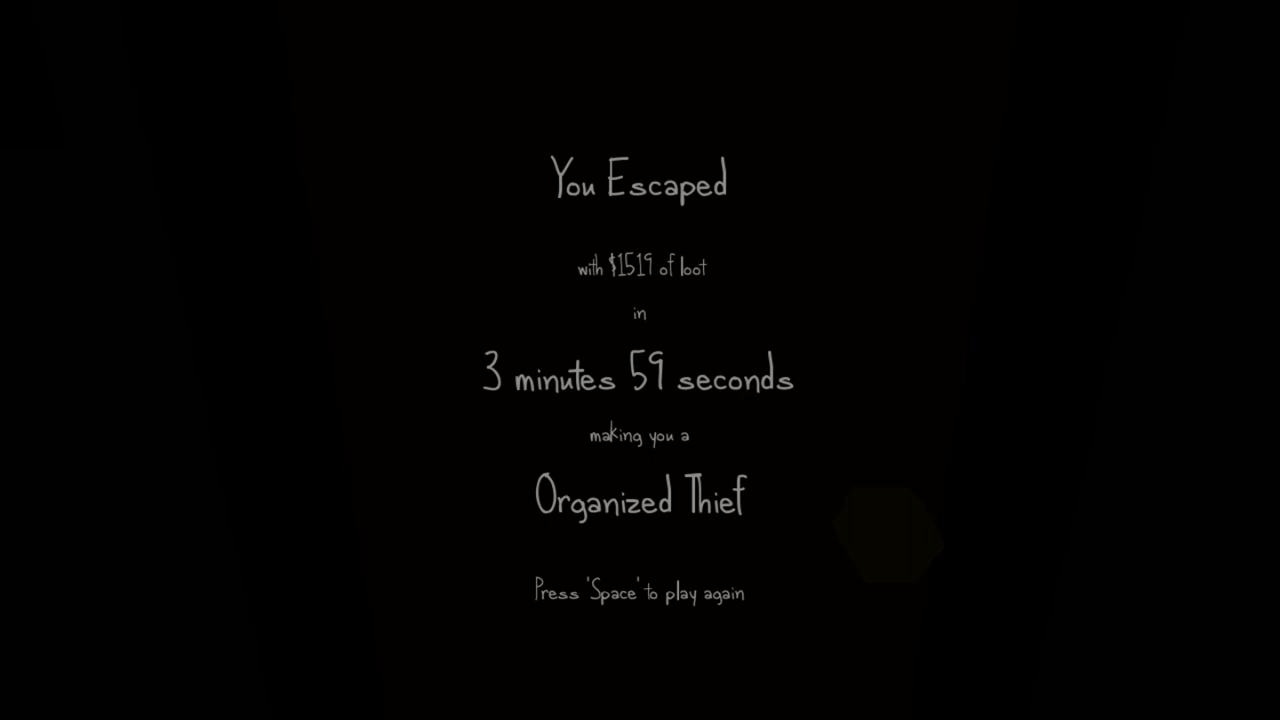 You Escaped
with $1519 of loot
in
3 minutes 59 seconds
making you a
Organized Thief
Press 'Space' to play again